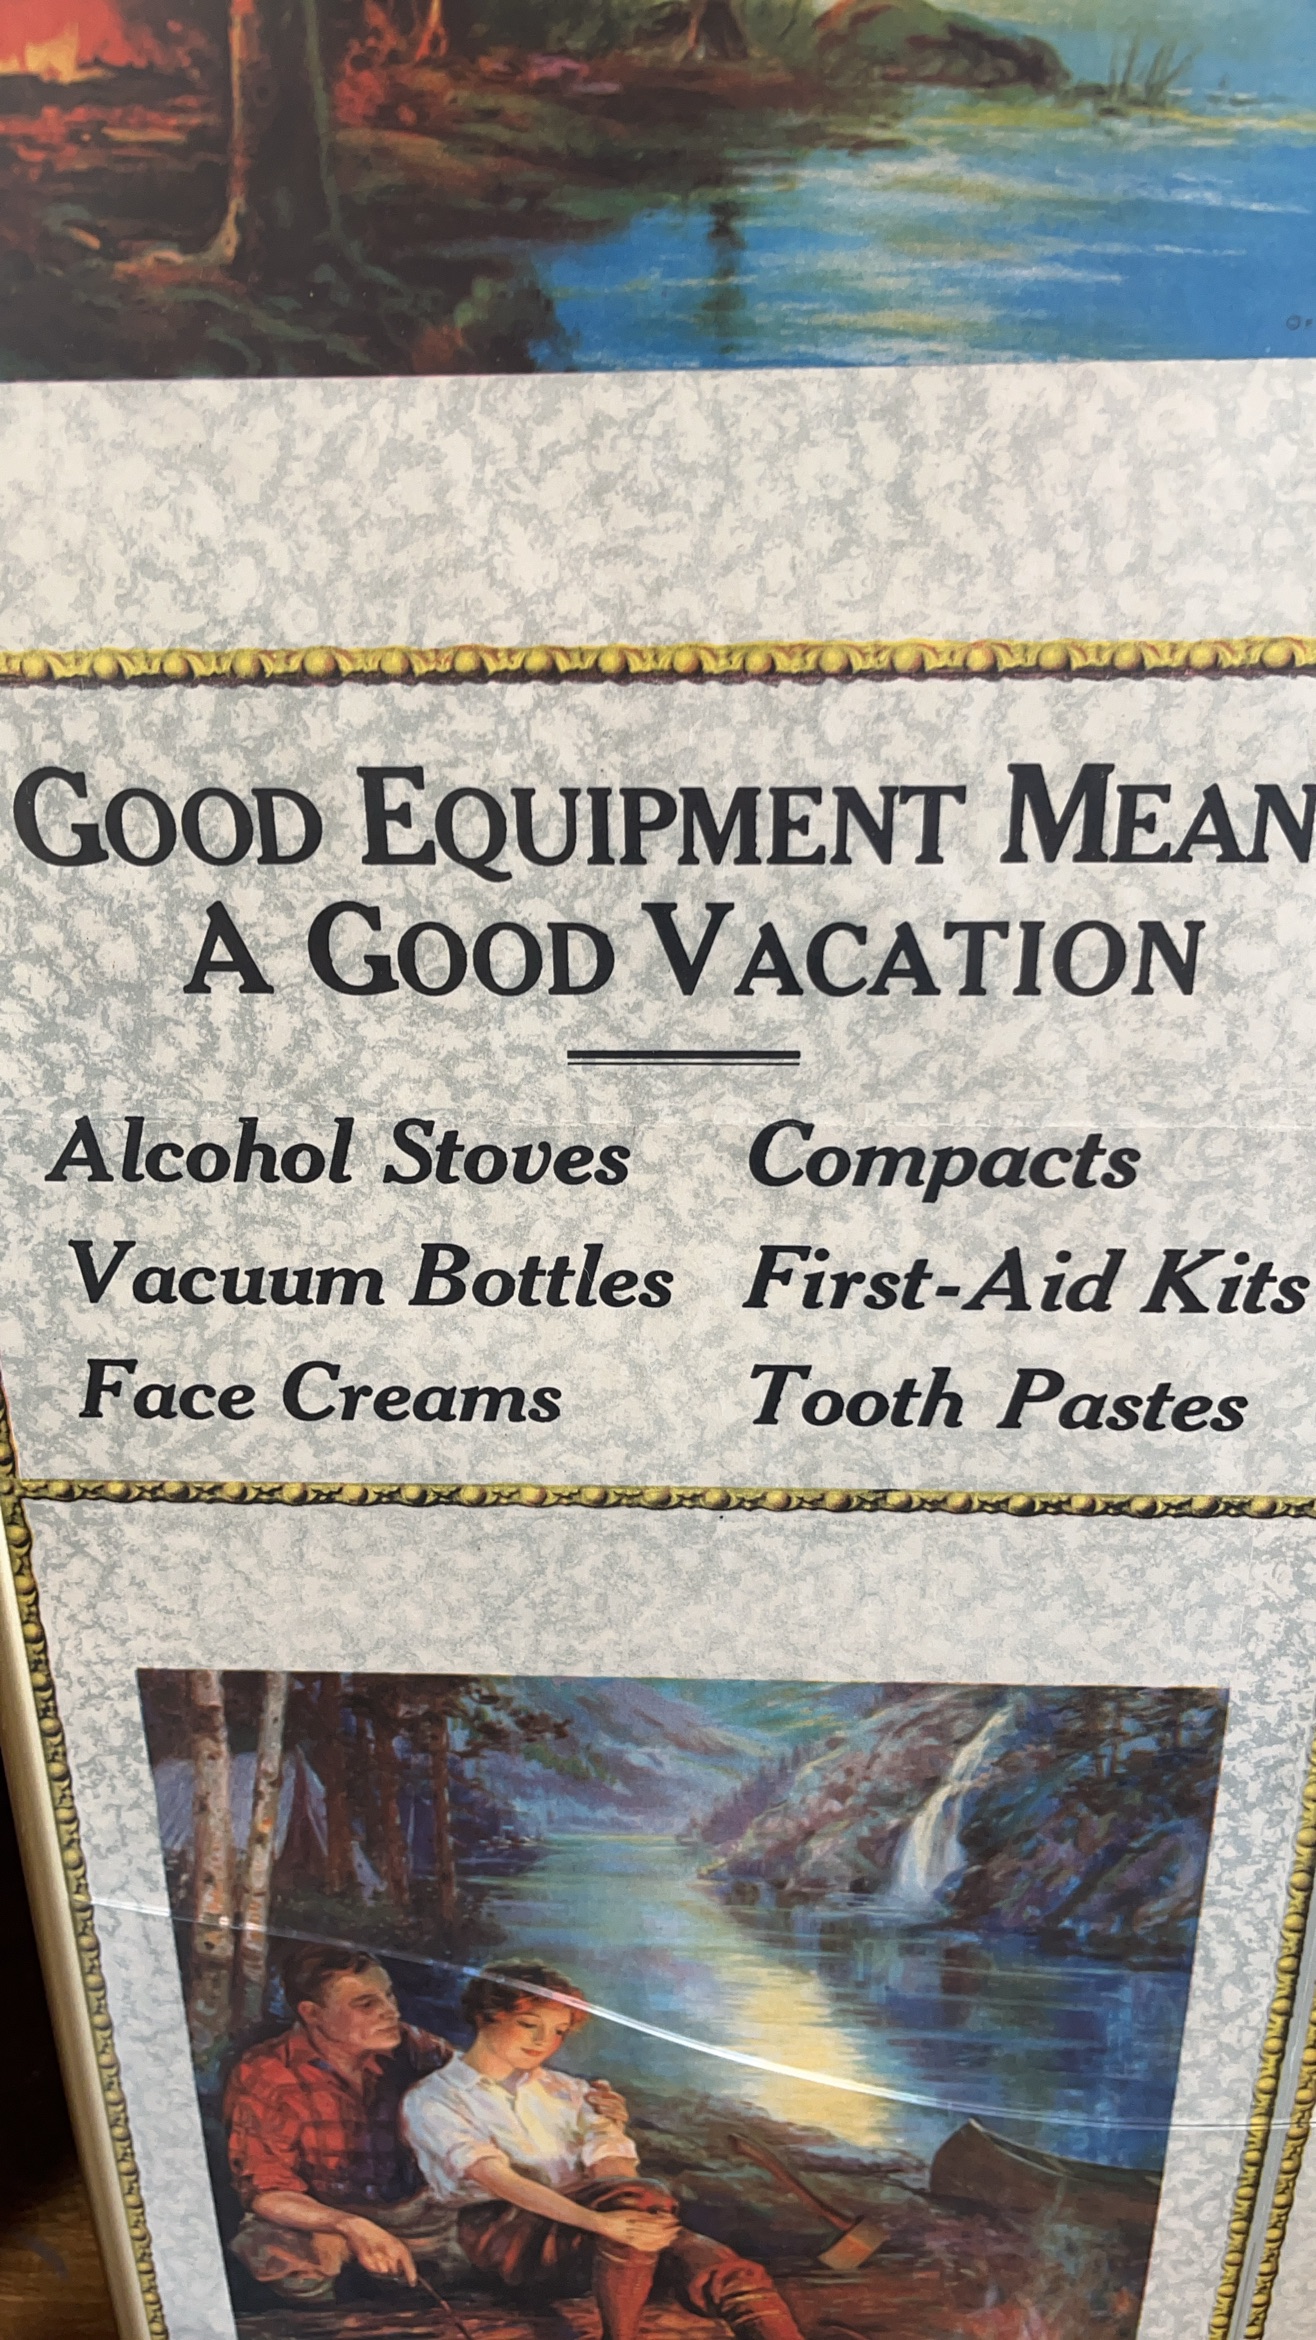 GOOD EQUIPMENT MEAN
A GOOD VACATION
Alcohol Stoves
Vacuum Bottles
Face Creams
Compacts
First-Aid Kits
Tooth Pastes